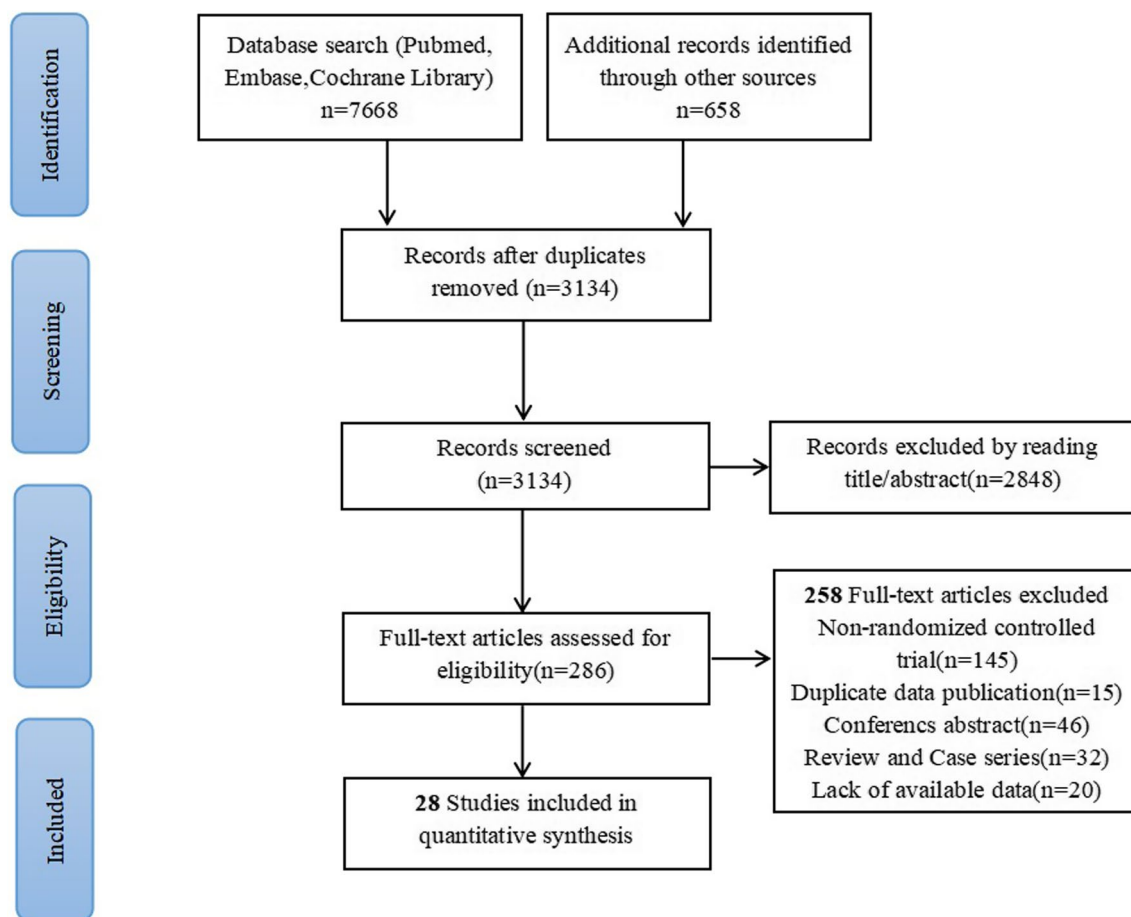 Identification
Database search (Pubmed,
Embase,Cochrane Library)
n=7668
Additional records identified
through other sources
n=658
Screening
Records after duplicates
removed (n=3134)
Records screened
(n=3134)
Records excluded by reading
title/abstract(n=2848)
Eligibility
Full-text articles assessed for
eligibility(n=286)
258 Full-text articles excluded
Non-randomized controlled
trial(n=145)
Duplicate data publication(n=15)
Conferencs abstract(n=46)
Review and Case series(n=32)
Lack of available data(n=20)
Included
28 Studies included in
quantitative synthesis